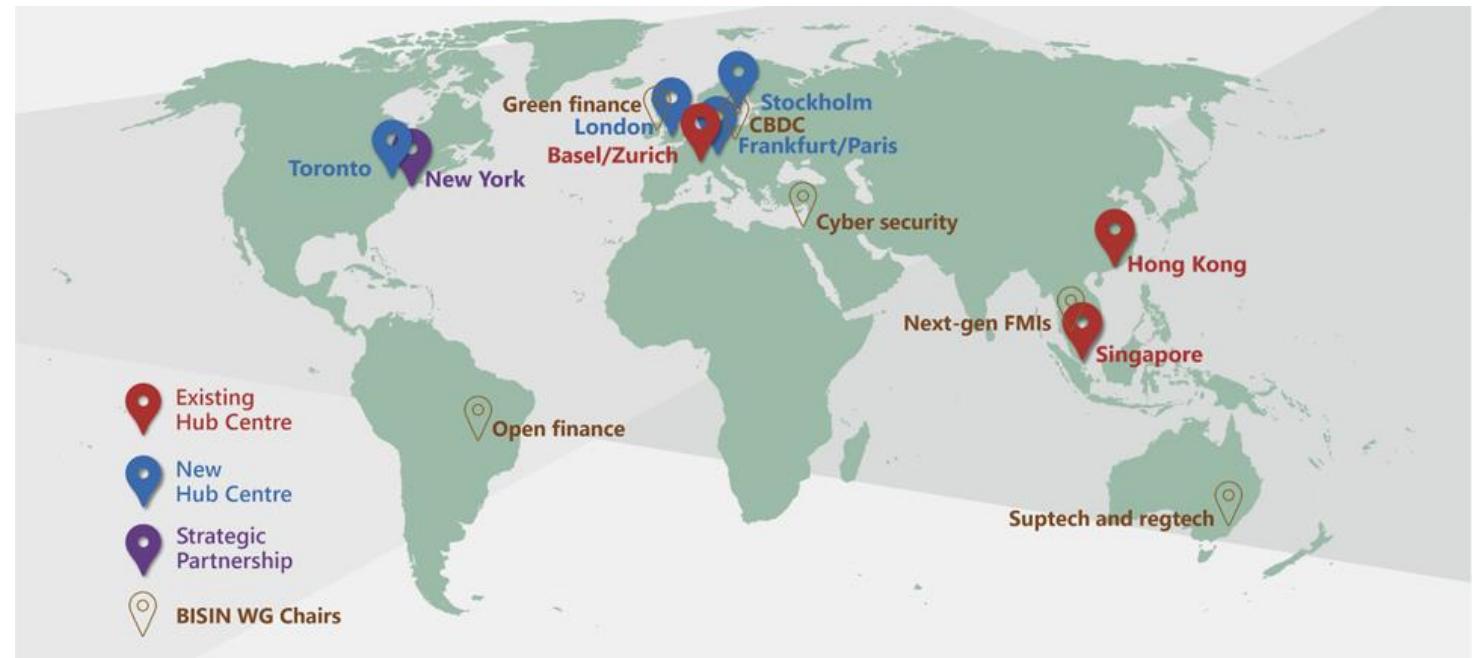 Green finance
London
Stockholm
CBDC
Frankfurt/Paris
Basel/Zurich
Toronto
New York
Cyber security
Hong Kong
Next-gen FMIs
Singapore
Open finance
Suptech and regtech
Existing
Hub Centre
New
Hub Centre
Strategic
Partnership
BISIN WG Chairs